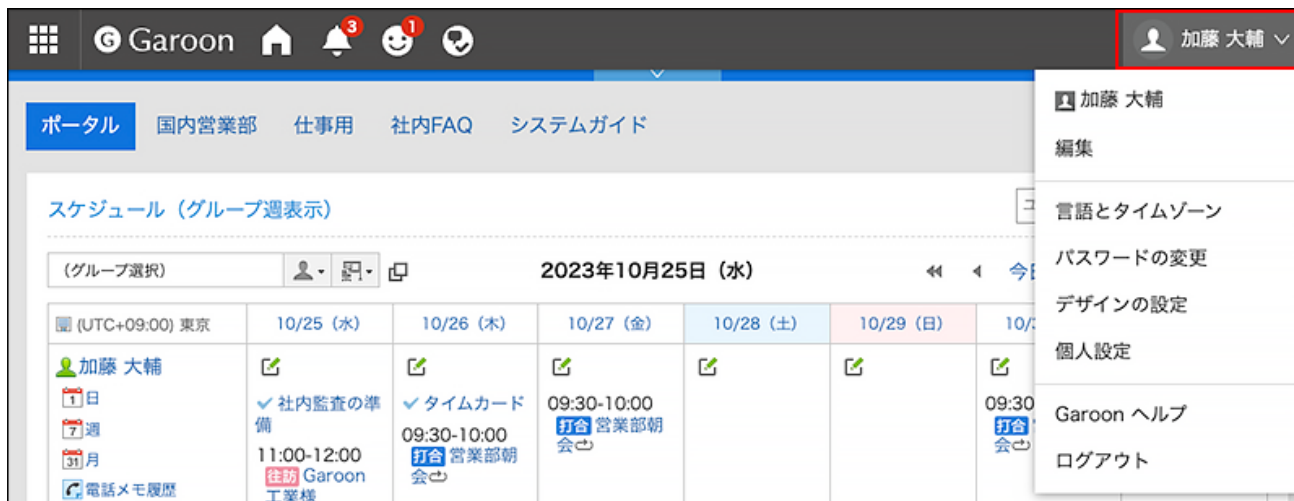 Garoon
3
1
加藤 大輔
加藤 大輔
編集
言語とタイムゾーン
パスワードの変更
デザインの設定
個人設定
Garoon ヘルプ
ログアウト
ポータル 国内営業部 仕事用 社内FAQ システムガイド
スケジュール（グループ週表示）
（グループ選択） 2023年10月25日（水）
(UTC+09:00) 東京 10/25（水） 10/26（木） 10/27（金） 10/28（土） 10/29（日）
加藤 大輔
日
週
月
電話メモ履歴
社内監査の準
備
11:00-12:00
往訪 Garoon
工業様
タイムカード
09:30-10:00
打合 営業部朝
会
09:30-10:00
打合 営業部朝
会
09:30
打合
会